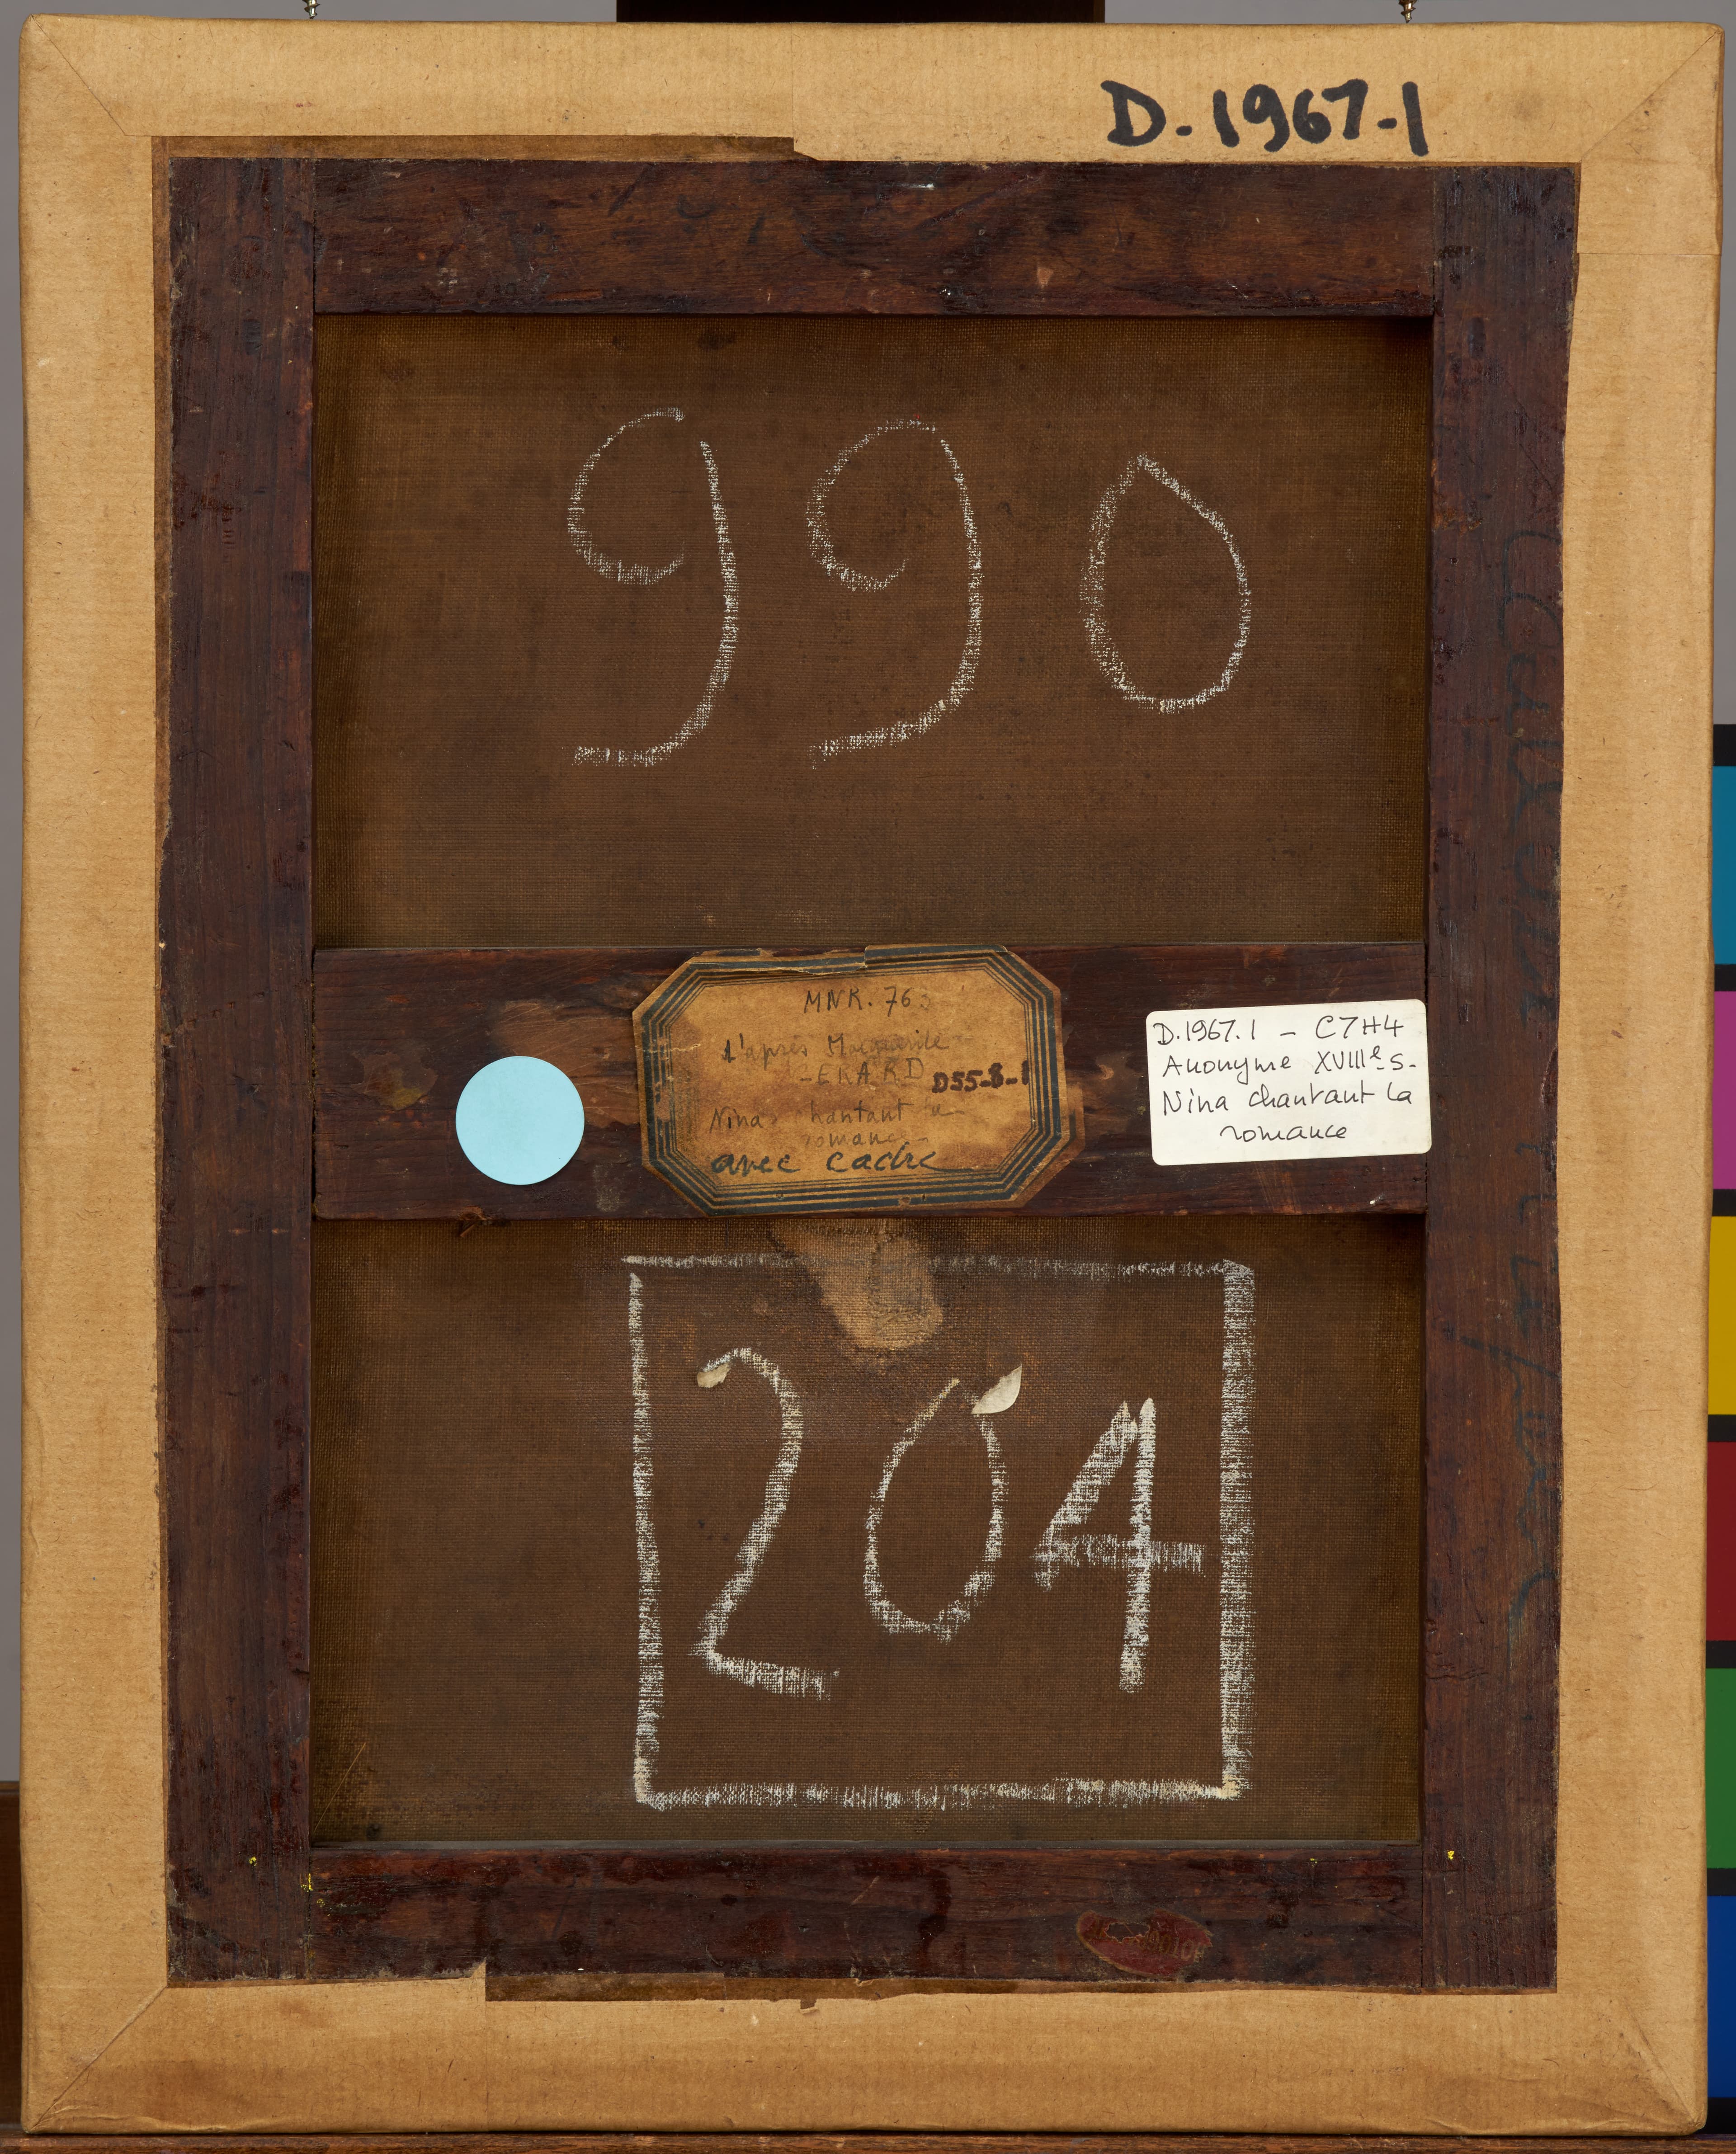 D.1967-1
990
MNR. 76
d'après Marguerite
GERARD D55-8-1
Nina chantant la
romance
avec cadre
D.1967.1 - C7H4
Anonyme XVIIIe s.
Nina chantant la
romance
204